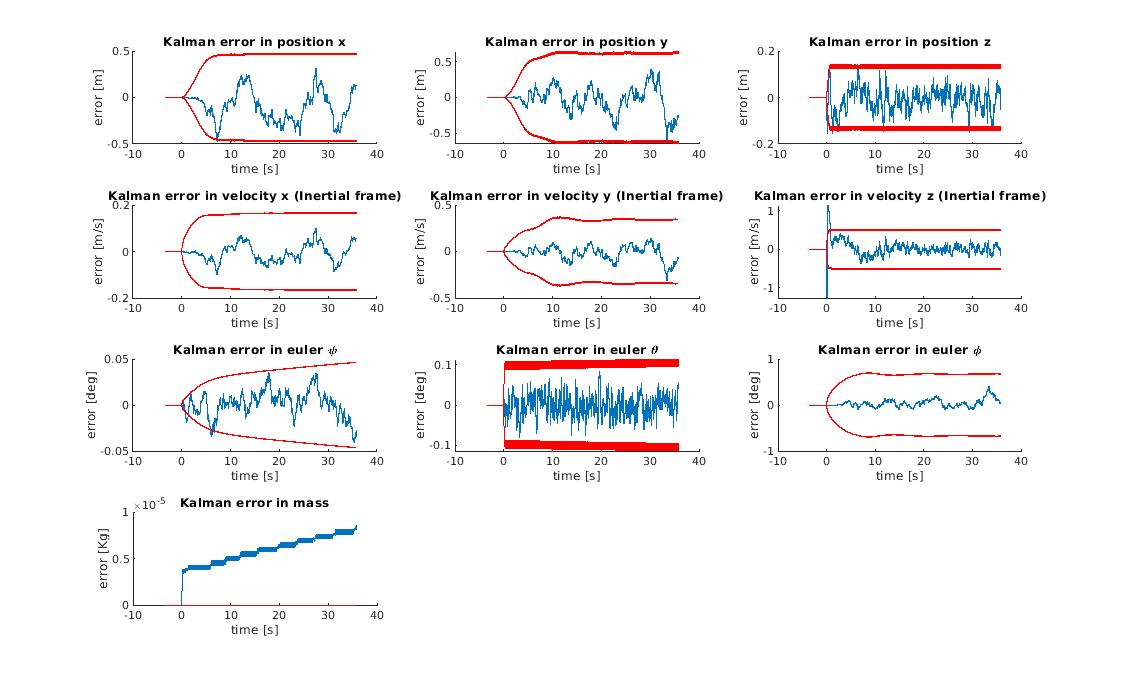 Kalman error in position x
0.5
0
-0.5
error [m]
-10 0 10 20 30 40
time [s]
Kalman error in position y
0.5
0
-0.5
error [m]
-10 0 10 20 30 40
time [s]
Kalman error in position z
0.2
0
-0.2
error [m]
-10 0 10 20 30 40
time [s]
Kalman error in velocity x (Inertial frame)
0.2
0
-0.2
error [m/s]
-10 0 10 20 30 40
time [s]
Kalman error in velocity y (Inertial frame)
0.5
0
-0.5
error [m/s]
-10 0 10 20 30 40
time [s]
Kalman error in velocity z (Inertial frame)
1
0
-1
error [m/s]
-10 0 10 20 30 40
time [s]
Kalman error in euler ψ
0.05
0
-0.05
error [deg]
-10 0 10 20 30 40
time [s]
Kalman error in euler θ
0.1
0
-0.1
error [deg]
-10 0 10 20 30 40
time [s]
Kalman error in euler ϕ
1
0
-1
error [deg]
-10 0 10 20 30 40
time [s]
×10⁻⁵ Kalman error in mass
1
0.5
0
error [Kg]
-10 0 10 20 30 40
time [s]